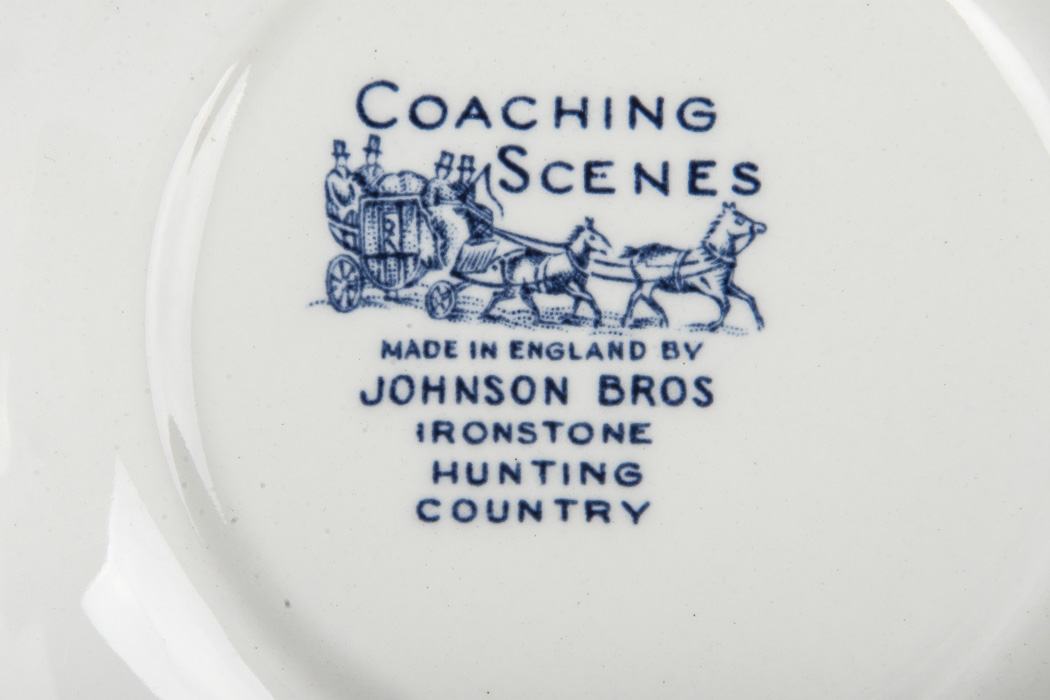 COACHING
SCENES
MADE IN ENGLAND BY
JOHNSON BROS
IRONSTONE
HUNTING
COUNTRY